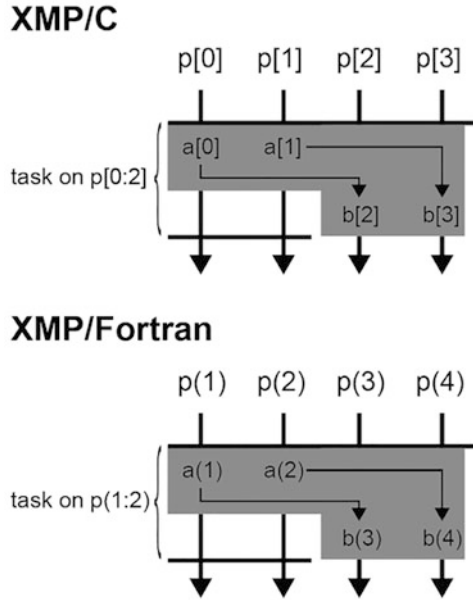 XMP/C
p[0] p[1] p[2] p[3]
a[0] a[1]
task on p[0:2]
b[2] b[3]
XMP/Fortran
p(1) p(2) p(3) p(4)
a(1) a(2)
task on p(1:2)
b(3) b(4)